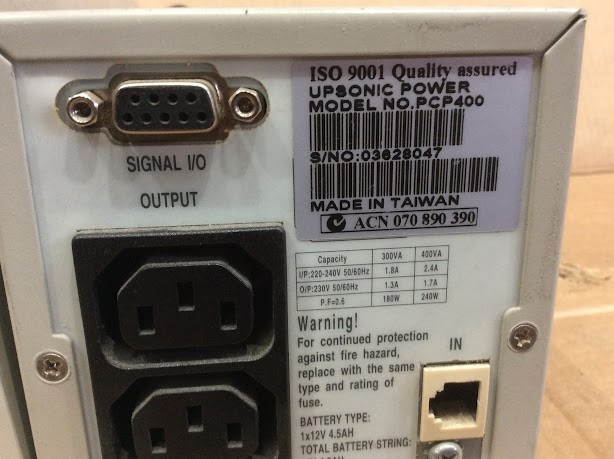 ISO 9001 Quality assured
UPSONIC POWER
MODEL NO.PCP400
S/NO:03628047
MADE IN TAIWAN
ACN 070 890 390
SIGNAL I/O
OUTPUT
Capacity 300VA 400VA
I/P:220-240V 50/60Hz 1.8A 2.4A
O/P:230V 50/60Hz 1.3A 1.7A
P.F=0.6 180W 240W
Warning!
For continued protection
against fire hazard,
replace with the same
type and rating of
fuse.
IN
BATTERY TYPE:
1x12V 4.5AH
TOTAL BATTERY STRING: